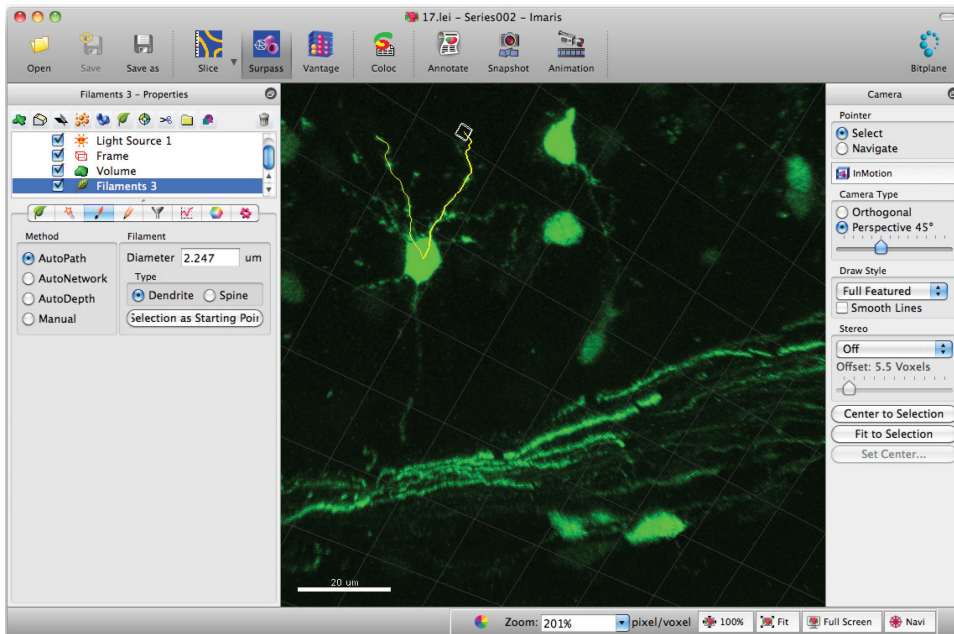 17.lei – Series002 – Imaris
Open
Save
Save as
Slice
Surpass
Vantage
Coloc
Annotate
Snapshot
Animation
Bitplane
Filaments 3 – Properties
Light Source 1
Frame
Volume
Filaments 3
Method
AutoPath
AutoNetwork
AutoDepth
Manual
Filament
Diameter 2.247 um
Type
Dendrite Spine
Selection as Starting Poi
20 um
Camera
Pointer
Select
Navigate
InMotion
Camera Type
Orthogonal
Perspective 45°
Draw Style
Full Featured
Smooth Lines
Stereo
Off
Offset: 5.5 Voxels
Center to Selection
Fit to Selection
Set Center...
Zoom: 201% pixel/voxel 100% Fit Full Screen Navi